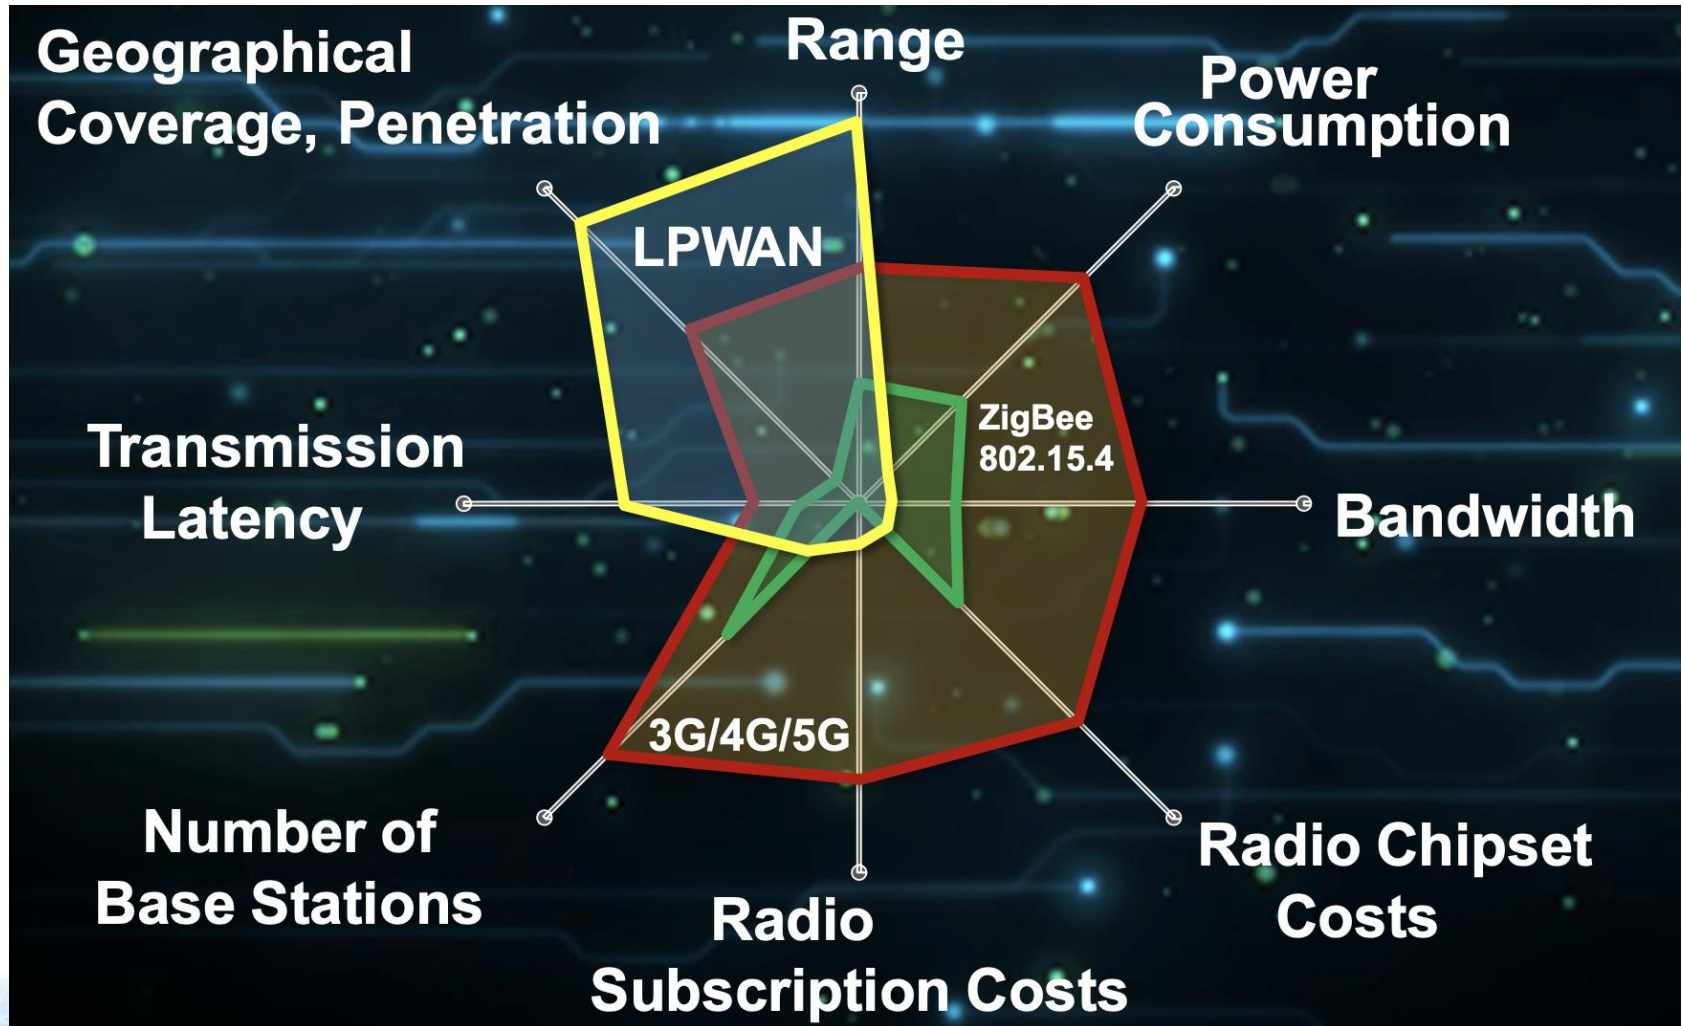 Geographical
Coverage, Penetration
Range
Power
Consumption
LPWAN
ZigBee
802.15.4
Transmission
Latency
Bandwidth
3G/4G/5G
Number of
Base Stations
Radio
Subscription Costs
Radio Chipset
Costs